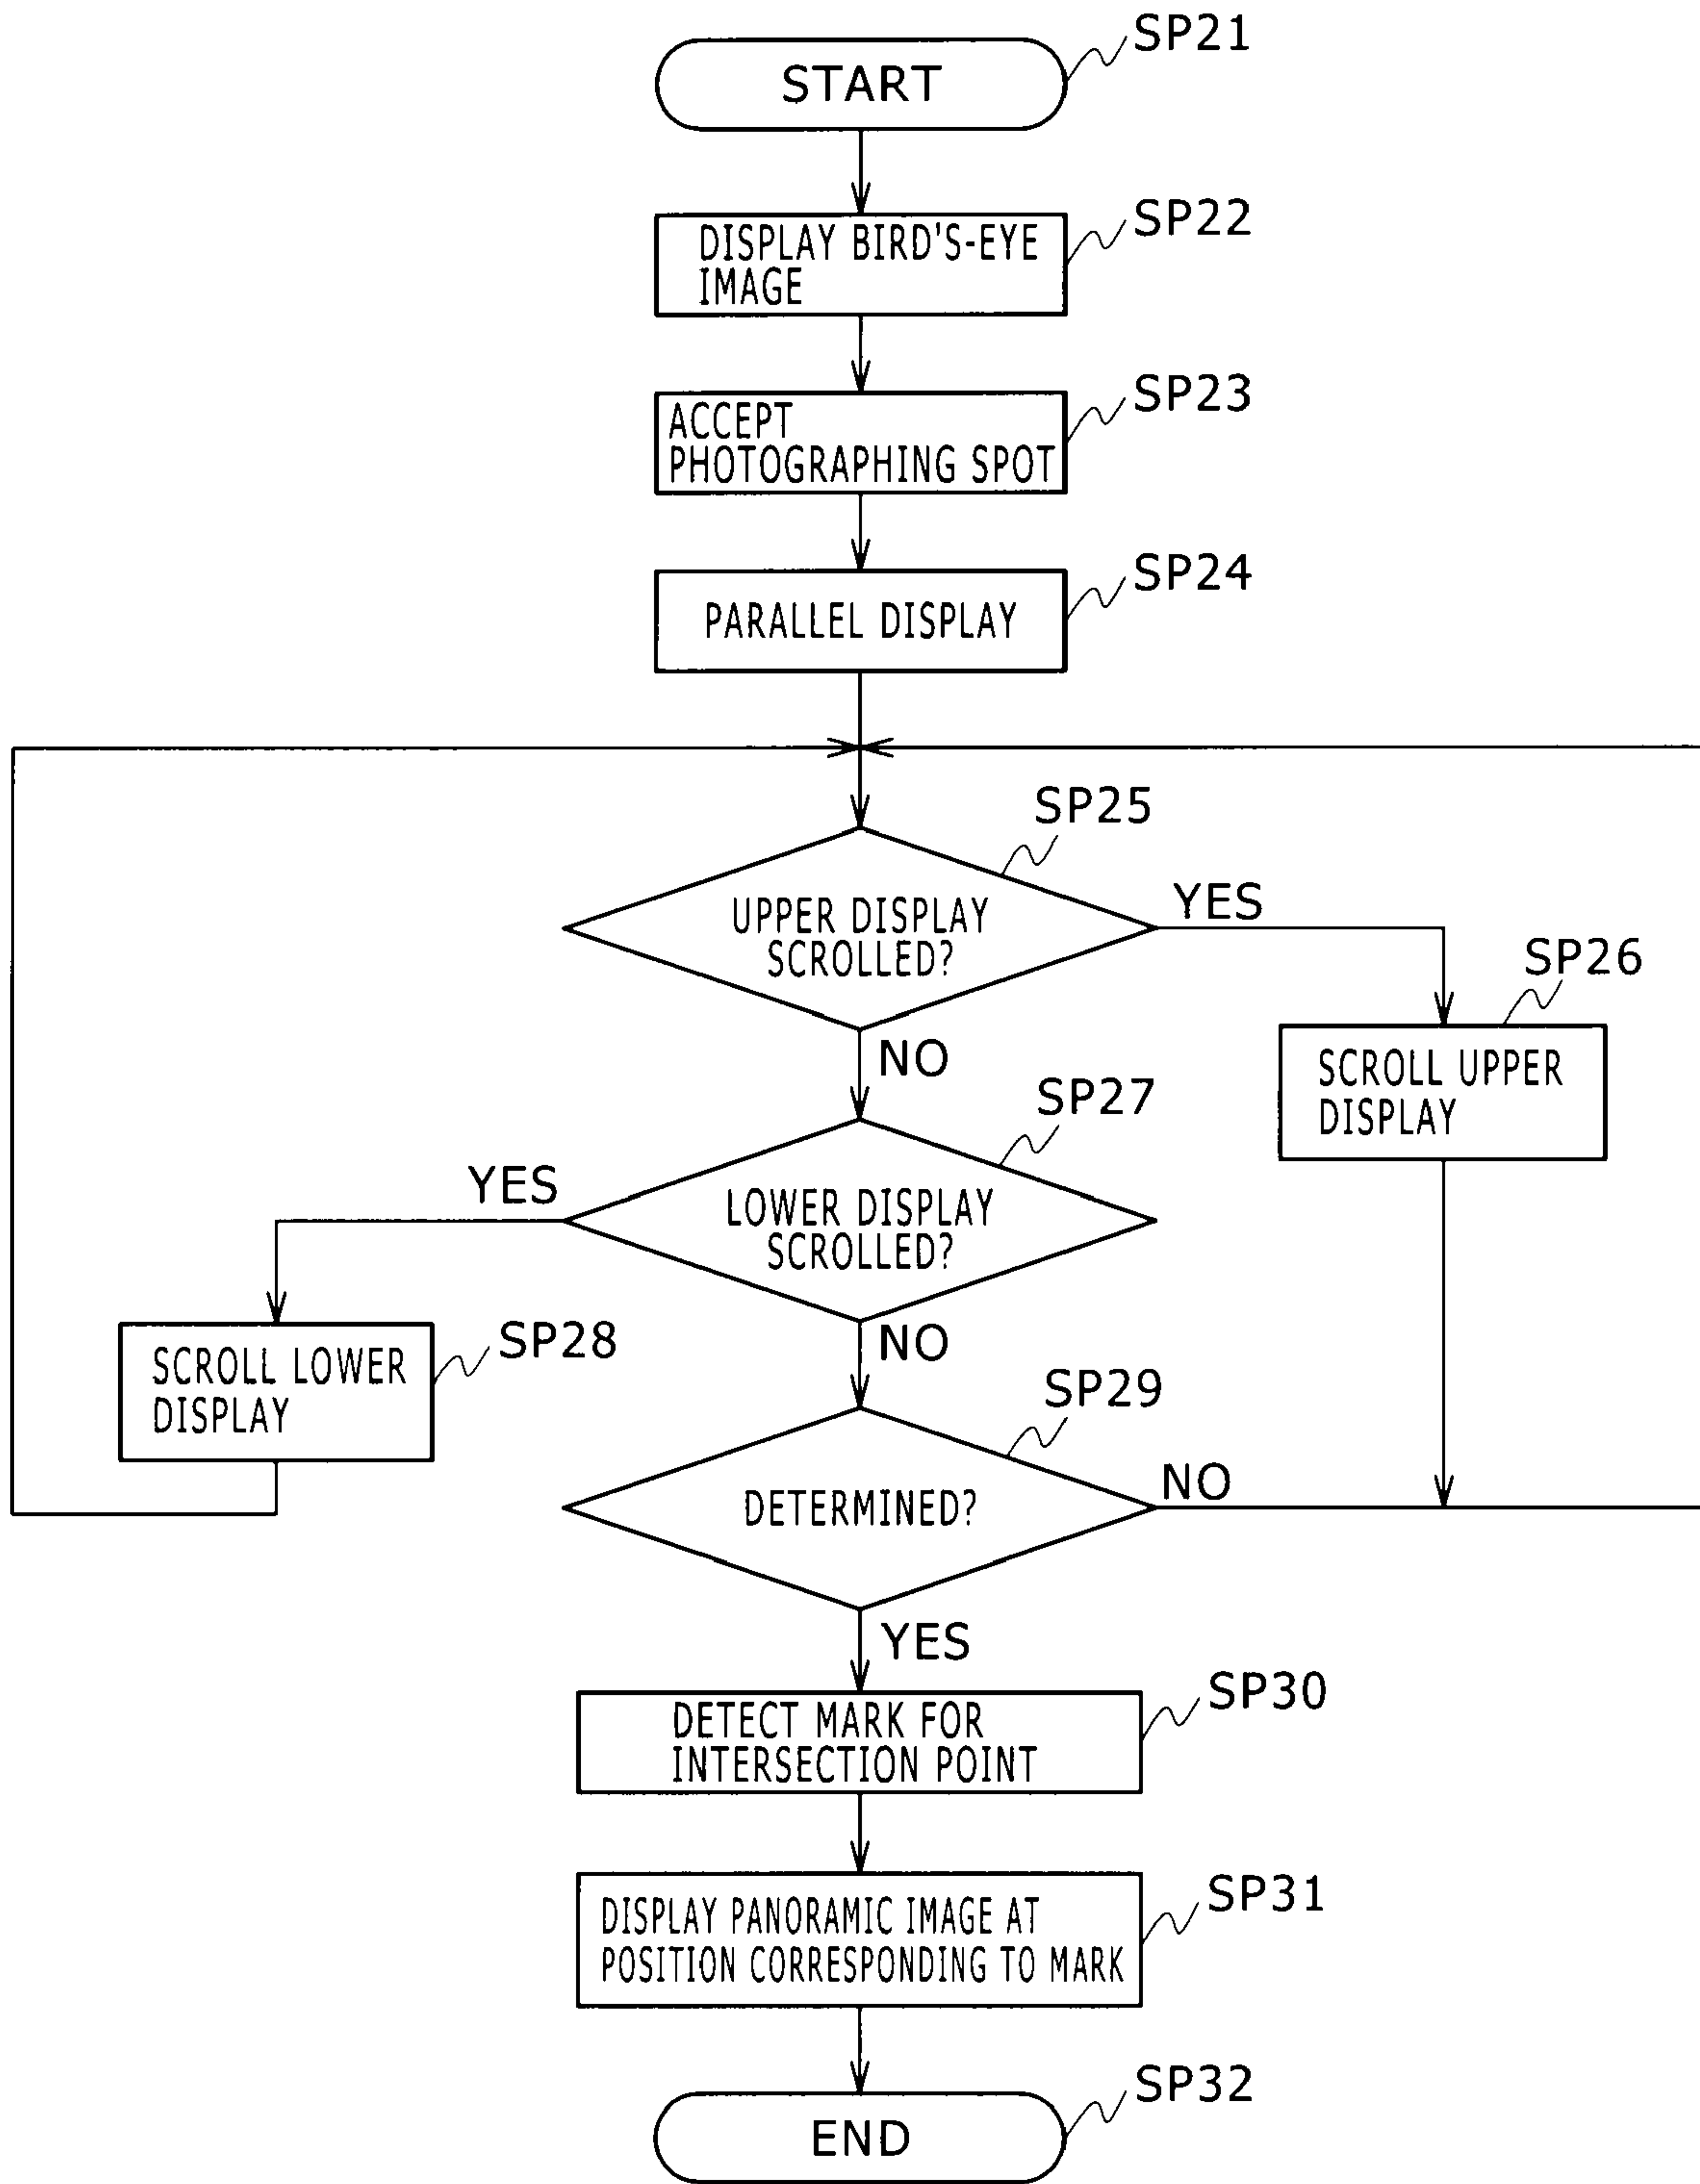 SP21
START
SP22
DISPLAY BIRD'S-EYE
IMAGE
SP23
ACCEPT
PHOTOGRAPHING SPOT
SP24
PARALLEL DISPLAY
SP25
UPPER DISPLAY
SCROLLED?
YES
NO
SP26
SCROLL UPPER
DISPLAY
SP27
LOWER DISPLAY
SCROLLED?
YES
NO
SP28
SCROLL LOWER
DISPLAY
SP29
DETERMINED?
NO
YES
SP30
DETECT MARK FOR
INTERSECTION POINT
SP31
DISPLAY PANORAMIC IMAGE AT
POSITION CORRESPONDING TO MARK
SP32
END